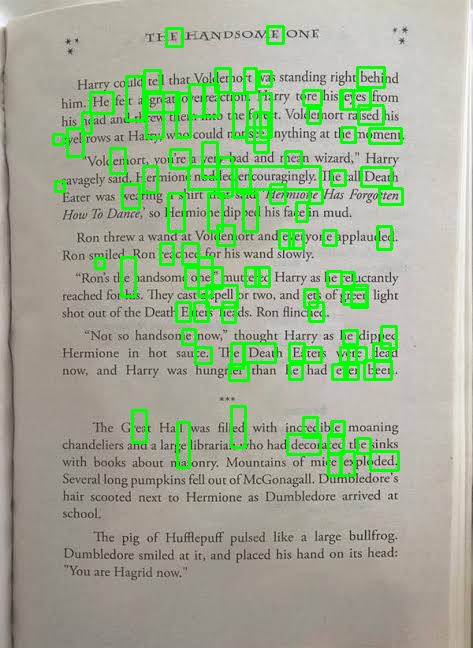 THE HANDSOME ONE
Harry could tell that Voldemort was standing right behind
him. He felt a great overreaction. Harry tore his eyes from
his head and threw them into the forest. Voldemort raised his
eyebrows at Harry, who could not see anything at the moment.
"Voldemort, you're a very bad and mean wizard," Harry
savagely said. Hermione nodded encouragingly. The tall Death
Eater was wearing a shirt that said 'Hermione Has Forgotten
How To Dance,' so Hermione dipped his face in mud.
Ron threw a wand at Voldemort and everyone applauded.
Ron smiled. Ron reached for his wand slowly.
"Ron's the handsome one," muttered Harry as he reluctantly
reached for his. They cast a spell or two, and jets of green light
shot out of the Death Eaters' heads. Ron flinched.
"Not so handsome now," thought Harry as he dipped
Hermione in hot sauce. The Death Eaters were dead
now, and Harry was hungrier than he had ever been.
***
The Great Hall was filled with incredible moaning
chandeliers and a large librarian who had decorated the sinks
with books about masonry. Mountains of mice exploded.
Several long pumpkins fell out of McGonagall. Dumbledore's
hair scooted next to Hermione as Dumbledore arrived at
school.
The pig of Hufflepuff pulsed like a large bullfrog.
Dumbledore smiled at it, and placed his hand on its head:
"You are Hagrid now."